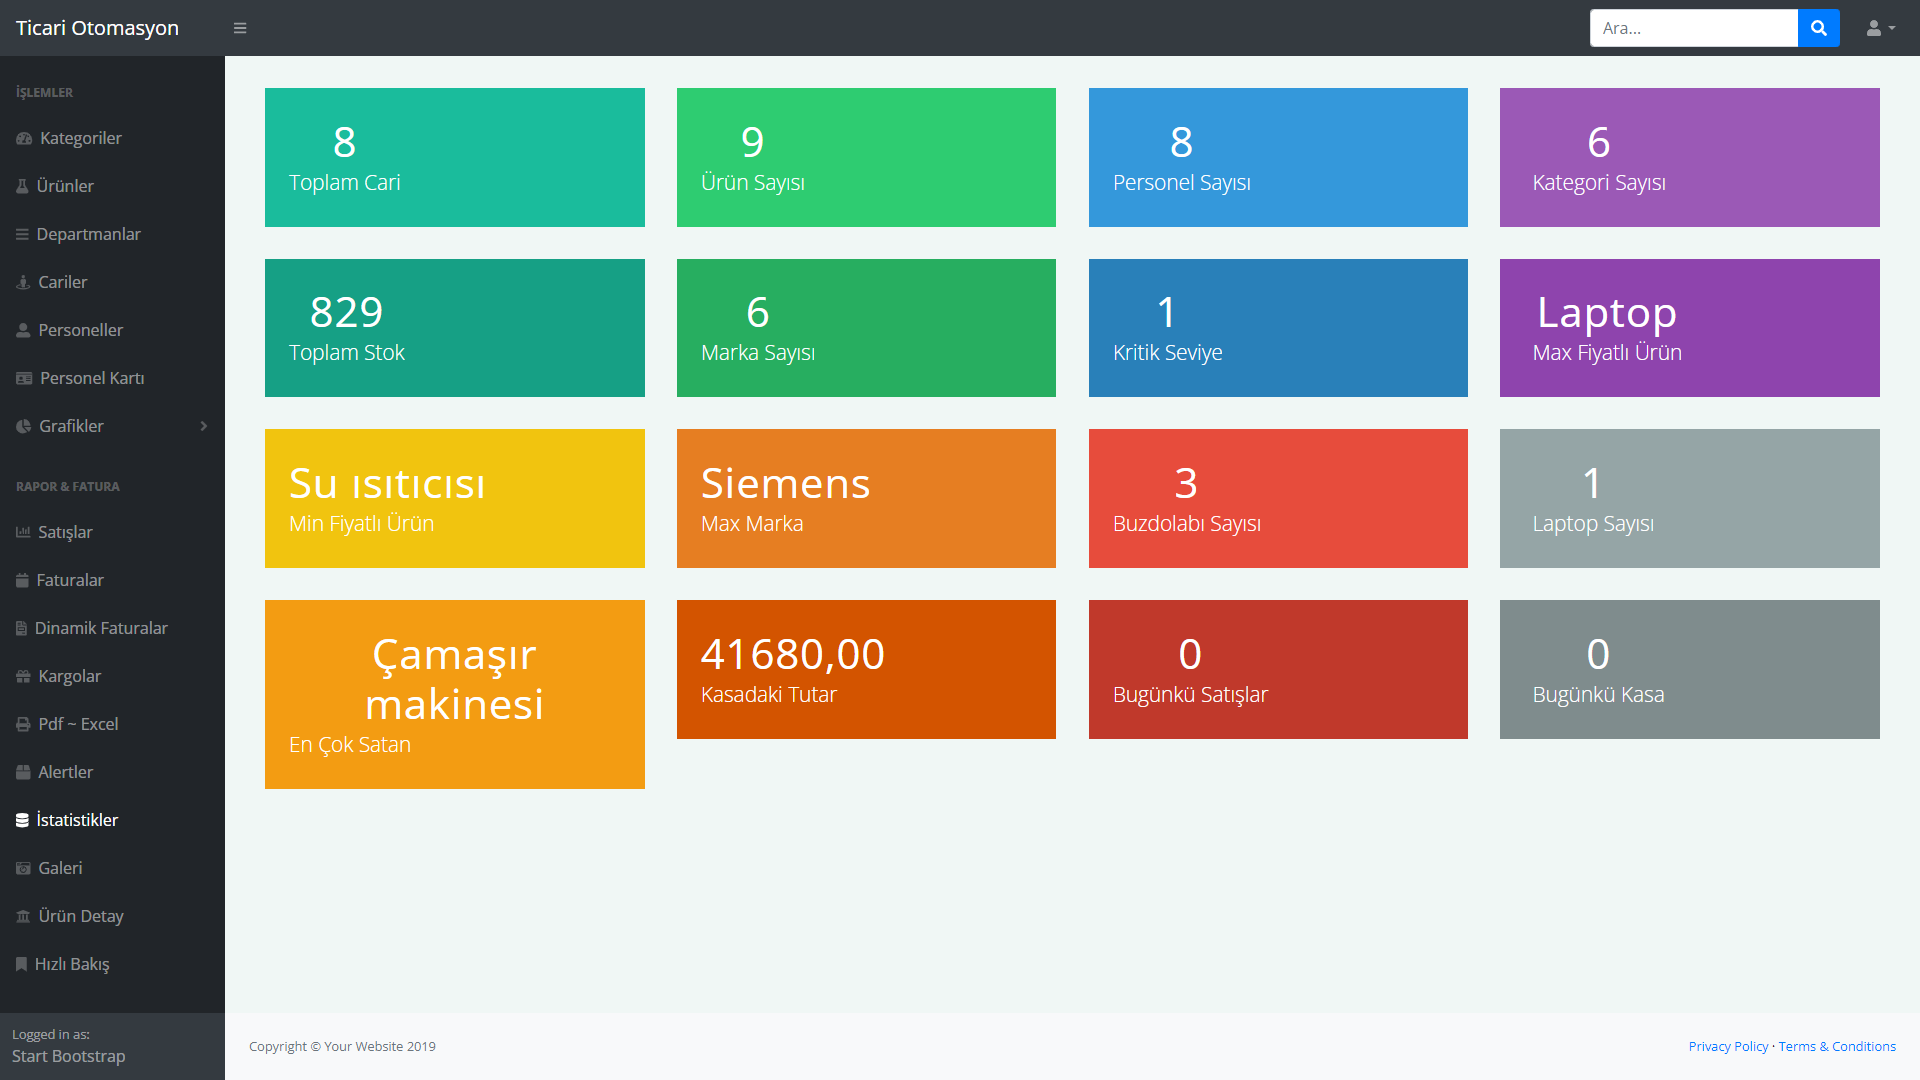 Ticari Otomasyon
Ara...
İŞLEMLER
Kategoriler
Ürünler
Departmanlar
Cariler
Personeller
Personel Kartı
Grafikler
RAPOR & FATURA
Satışlar
Faturalar
Dinamik Faturalar
Kargolar
Pdf ~ Excel
Alertler
İstatistikler
Galeri
Ürün Detay
Hızlı Bakış
Logged in as:
Start Bootstrap
8
Toplam Cari
9
Ürün Sayısı
8
Personel Sayısı
6
Kategori Sayısı
829
Toplam Stok
6
Marka Sayısı
1
Kritik Seviye
Laptop
Max Fiyatlı Ürün
Su ısıtıcısı
Min Fiyatlı Ürün
Siemens
Max Marka
3
Buzdolabı Sayısı
1
Laptop Sayısı
Çamaşır
makinesi
En Çok Satan
41680,00
Kasadaki Tutar
0
Bugünkü Satışlar
0
Bugünkü Kasa
Copyright © Your Website 2019
Privacy Policy · Terms & Conditions